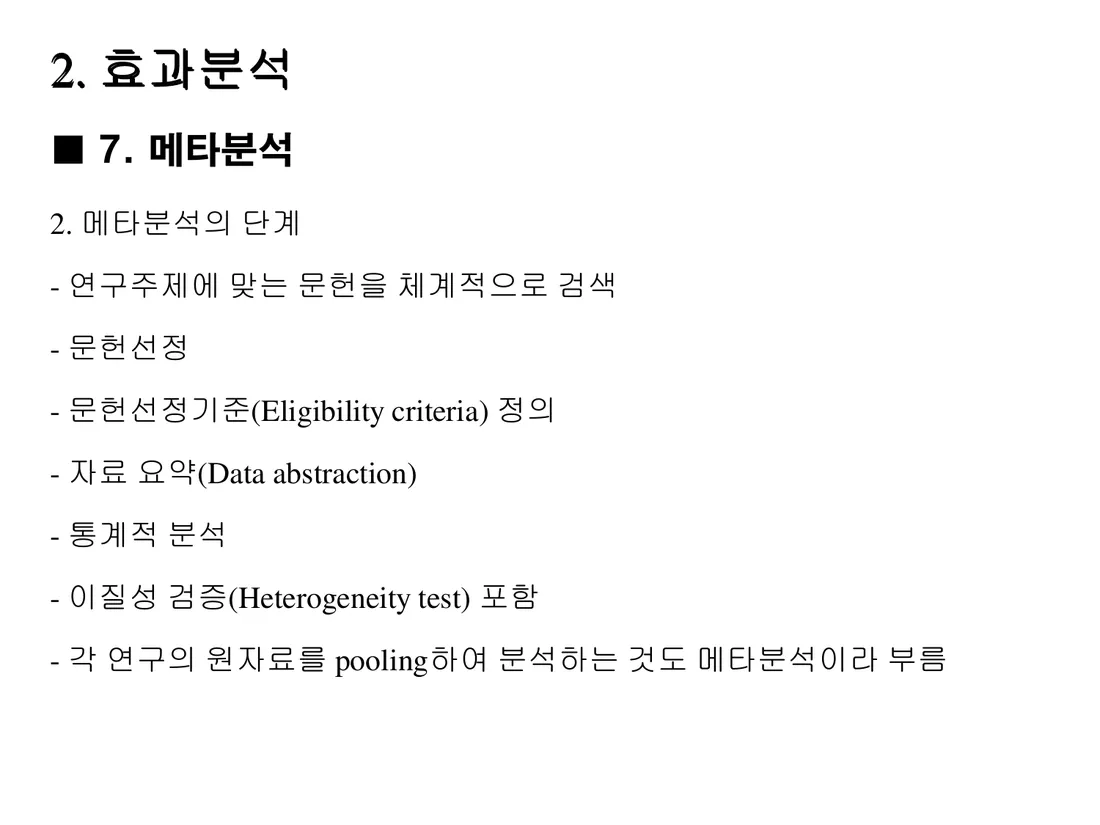 2. 효과분석
■ 7. 메타분석
2. 메타분석의 단계
- 연구주제에 맞는 문헌을 체계적으로 검색
- 문헌선정
- 문헌선정기준(Eligibility criteria) 정의
- 자료 요약(Data abstraction)
- 통계적 분석
- 이질성 검증(Heterogeneity test) 포함
- 각 연구의 원자료를 pooling하여 분석하는 것도 메타분석이라 부름